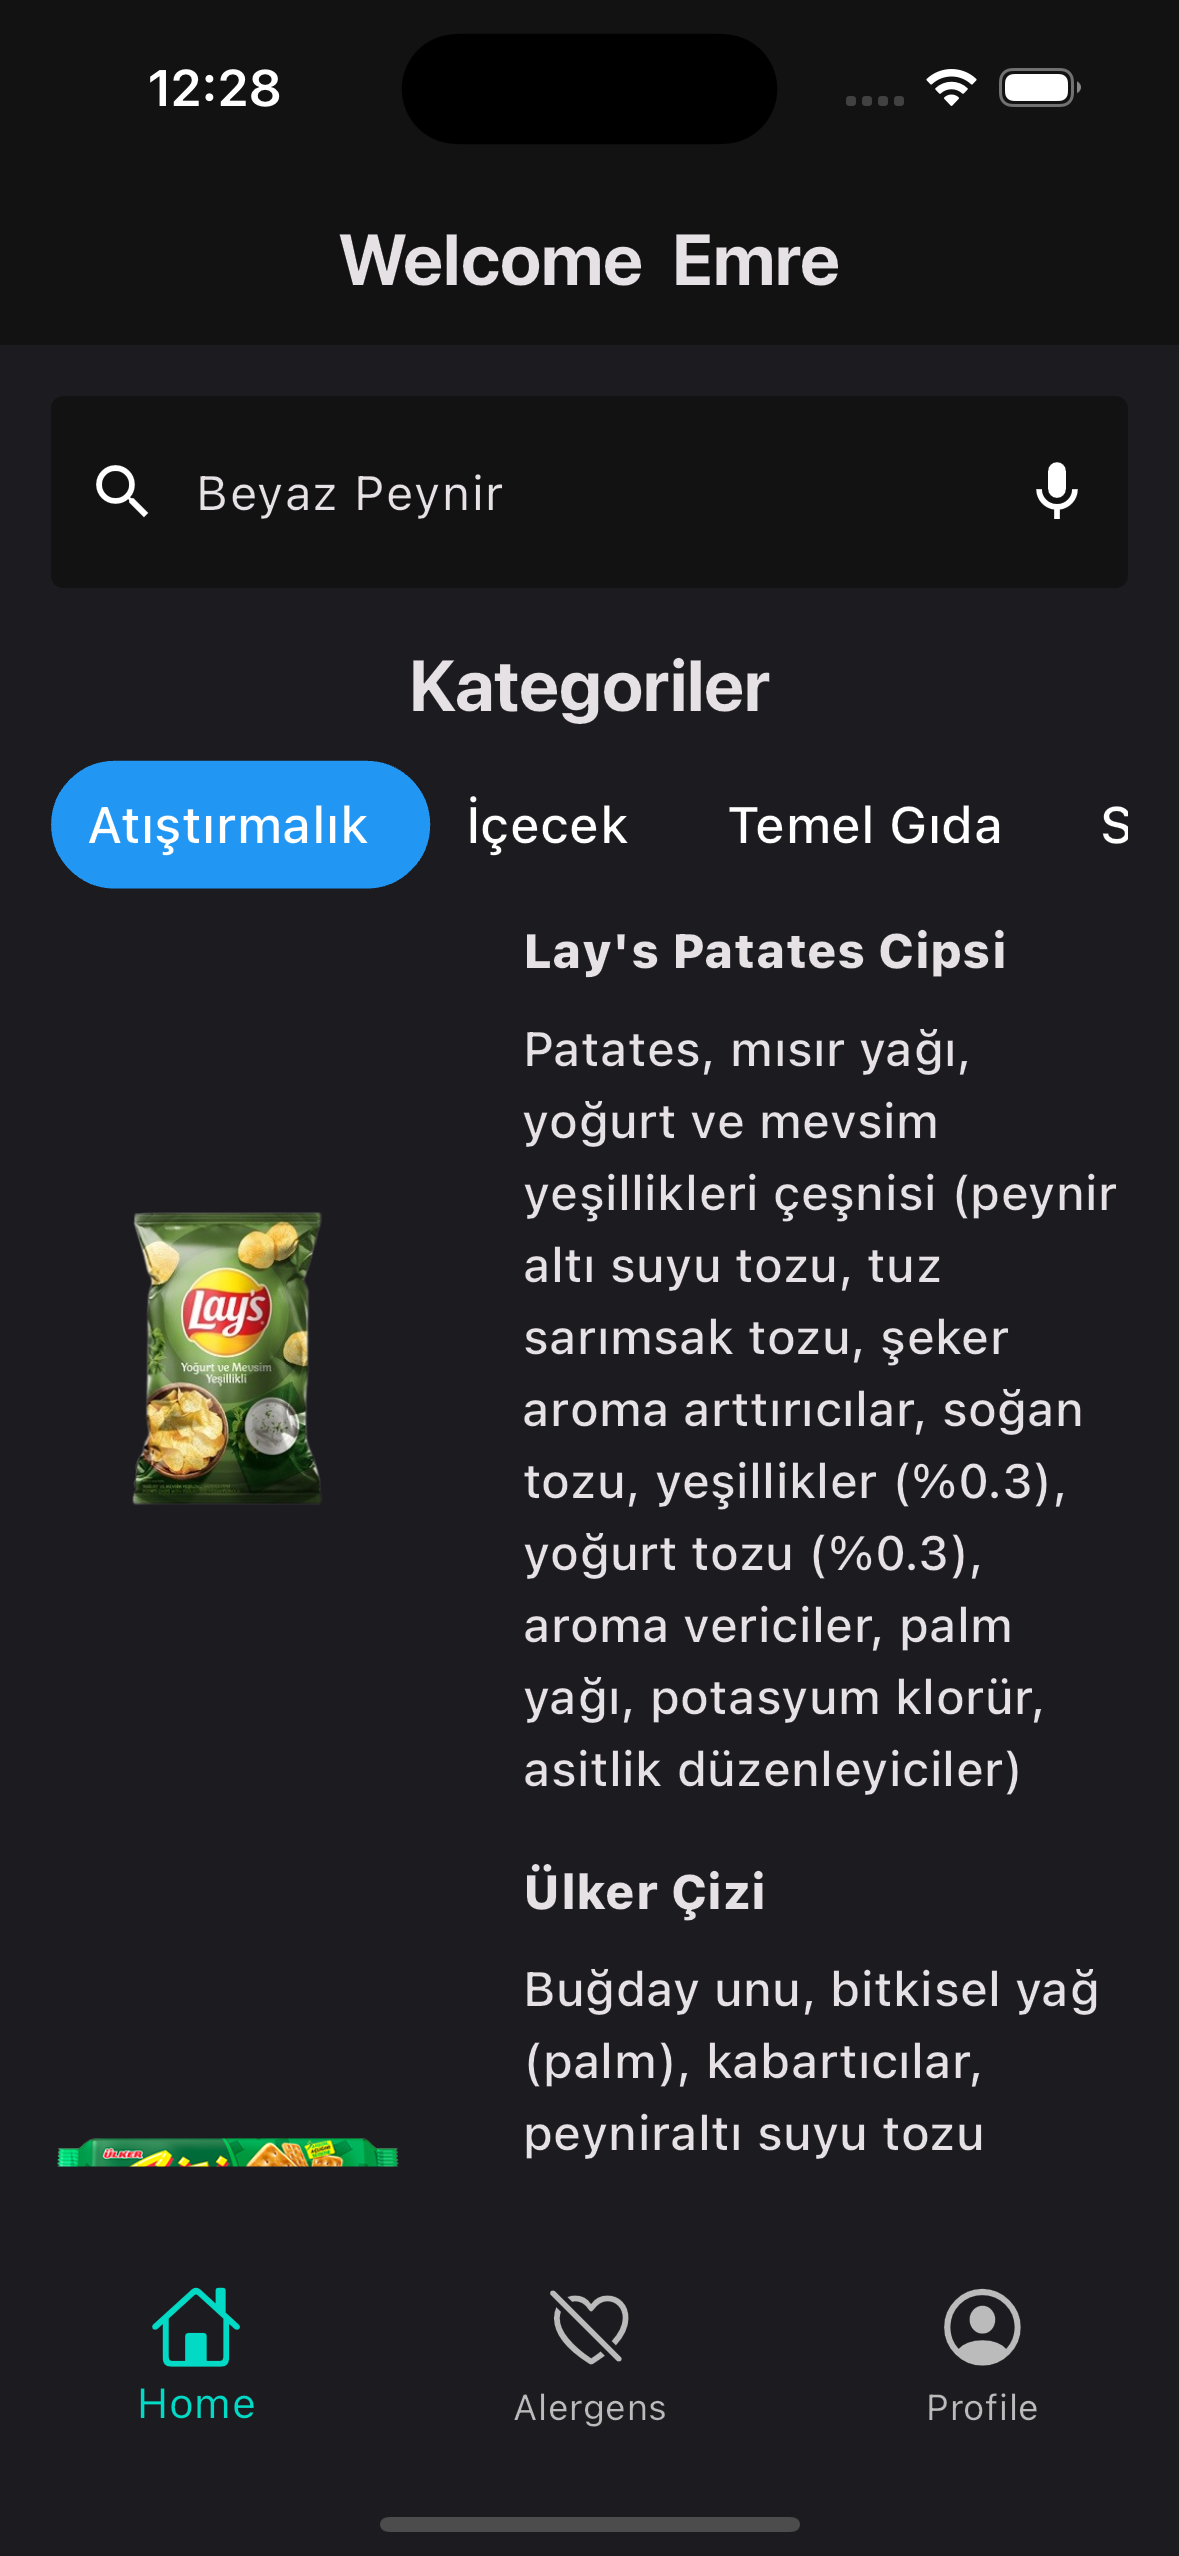 12:28
Welcome Emre
Beyaz Peynir
Kategoriler
Atıştırmalık İçecek Temel Gıda S
Lay's Patates Cipsi
Patates, mısır yağı,
yoğurt ve mevsim
yeşillikleri çeşnisi (peynir
altı suyu tozu, tuz
sarımsak tozu, şeker
aroma arttırıcılar, soğan
tozu, yeşillikler (%0.3),
yoğurt tozu (%0.3),
aroma vericiler, palm
yağı, potasyum klorür,
asitlik düzenleyiciler)
Lay's
Yoğurt ve Mevsim
Yeşillikli
Ülker Çizi
Buğday unu, bitkisel yağ
(palm), kabartıcılar,
peyniraltı suyu tozu
ÜLKER
Home Alergens Profile